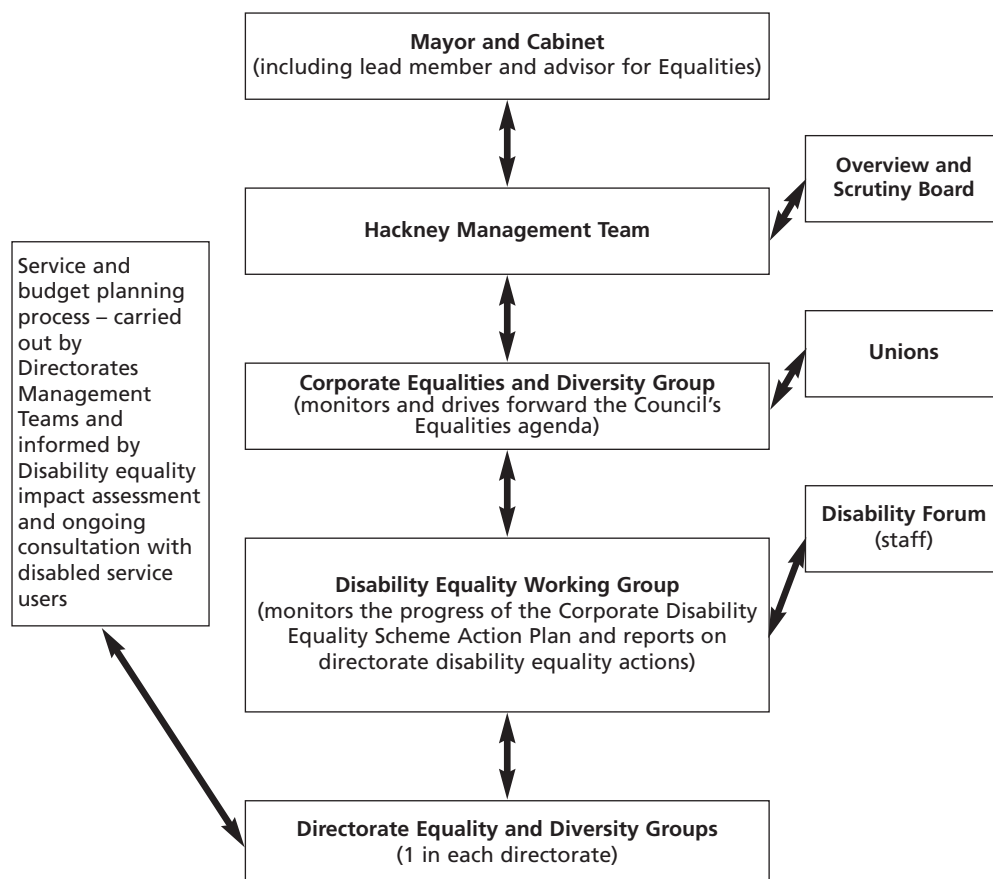 Mayor and Cabinet
(including lead member and advisor for Equalities)
Overview and
Scrutiny Board
Hackney Management Team
Service and
budget planning
process – carried
out by
Directorates
Management
Teams and
informed by
Disability equality
impact assessment
and ongoing
consultation with
disabled service
users
Unions
Corporate Equalities and Diversity Group
(monitors and drives forward the Council’s
Equalities agenda)
Disability Forum
(staff)
Disability Equality Working Group
(monitors the progress of the Corporate Disability
Equality Scheme Action Plan and reports on
directorate disability equality actions)
Directorate Equality and Diversity Groups
(1 in each directorate)